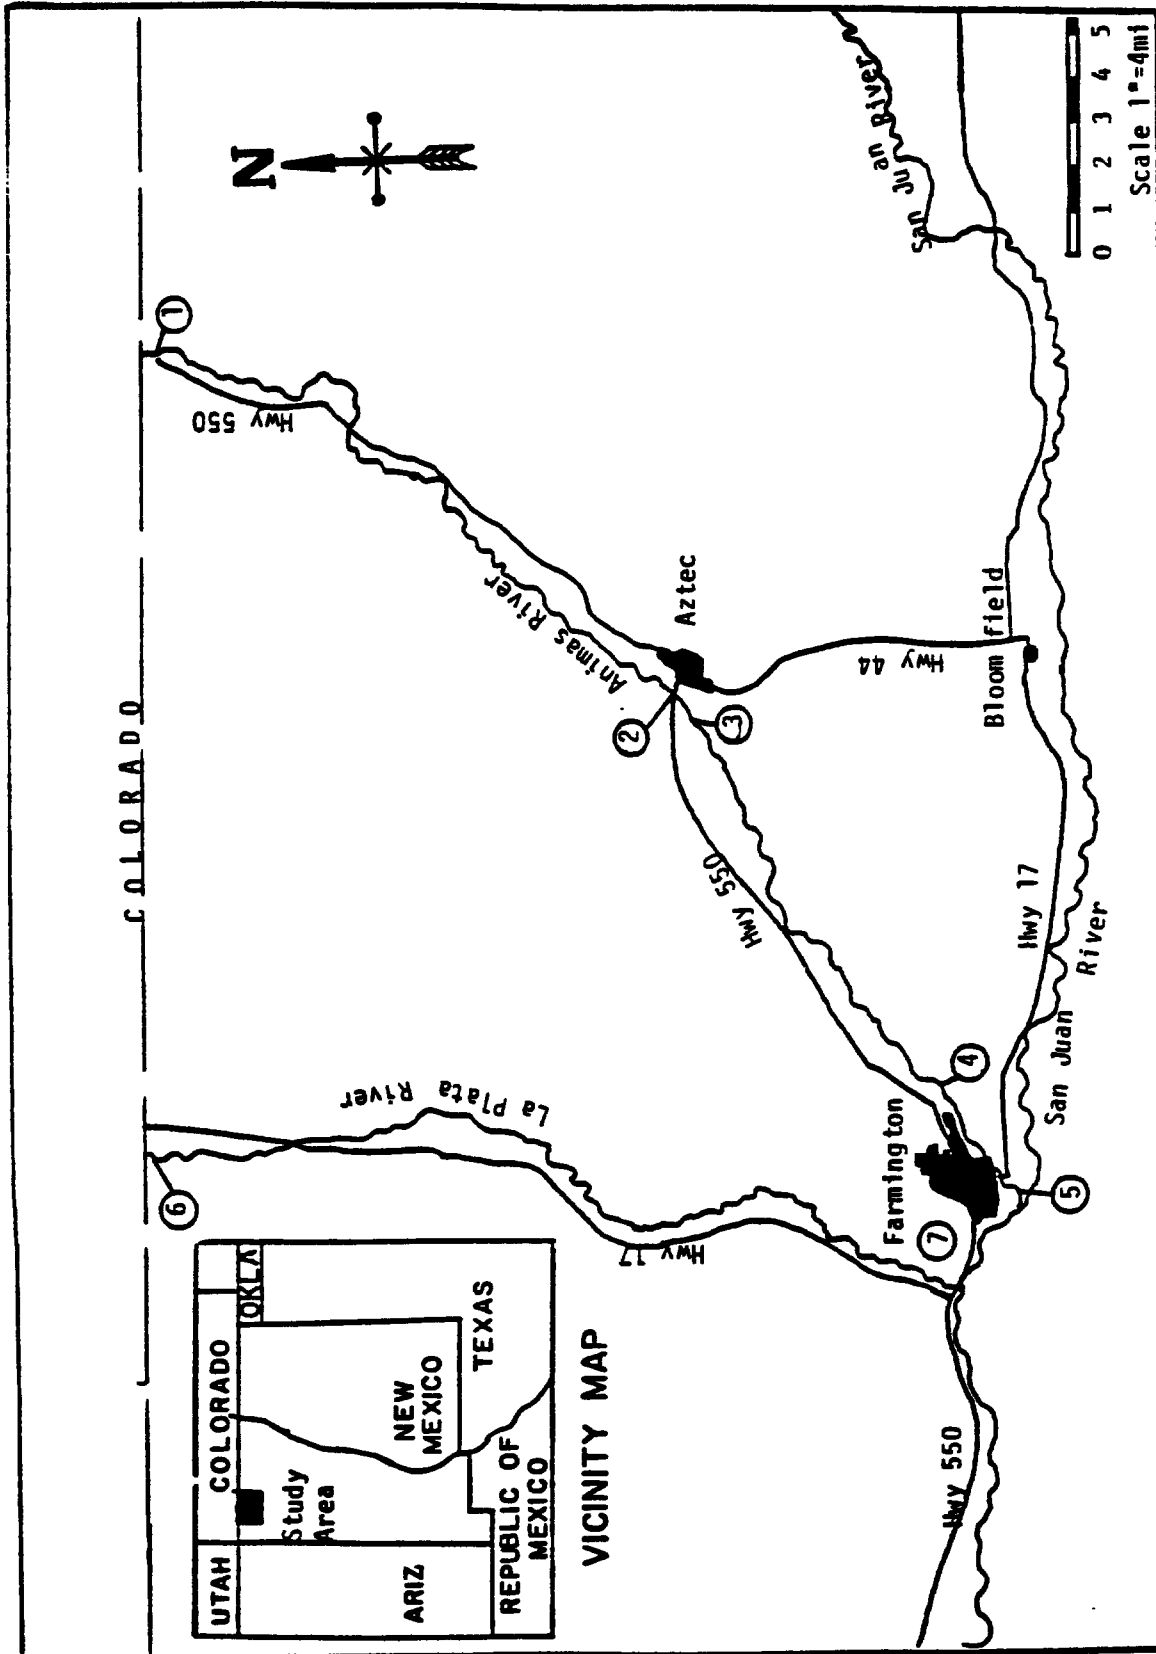 COLORADO
N
1
Hwy 550
Animas River
Aztec
2
3
Hwy 44
Bloomfield
San Juan River
Hwy 550
Hwy 17
San Juan
River
La Plata
River
6
Hwy 17
Farmington
4
5
7
Hwy 550
UTAH
COLORADO
OKLA
Study
Area
NEW
MEXICO
TEXAS
ARIZ
REPUBLIC OF
MEXICO
VICINITY MAP
0 1 2 3 4 5
Scale 1"=4mi